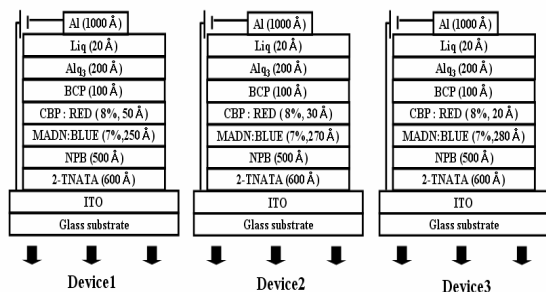 Al (1000 Å)
Liq (20 Å)
Alq3 (200 Å)
BCP (100 Å)
CBP : RED (8%, 50 Å)
MADN:BLUE (7%,250 Å)
NPB (500 Å)
2-TNATA (600 Å)
ITO
Glass substrate
Device1
Al (1000 Å)
Liq (20 Å)
Alq3 (200 Å)
BCP (100 Å)
CBP : RED (8%, 30 Å)
MADN:BLUE (7%,270 Å)
NPB (500 Å)
2-TNATA (600 Å)
ITO
Glass substrate
Device2
Al (1000 Å)
Liq (20 Å)
Alq3 (200 Å)
BCP (100 Å)
CBP : RED (8%, 20 Å)
MADN:BLUE (7%,280 Å)
NPB (500 Å)
2-TNATA (600 Å)
ITO
Glass substrate
Device3